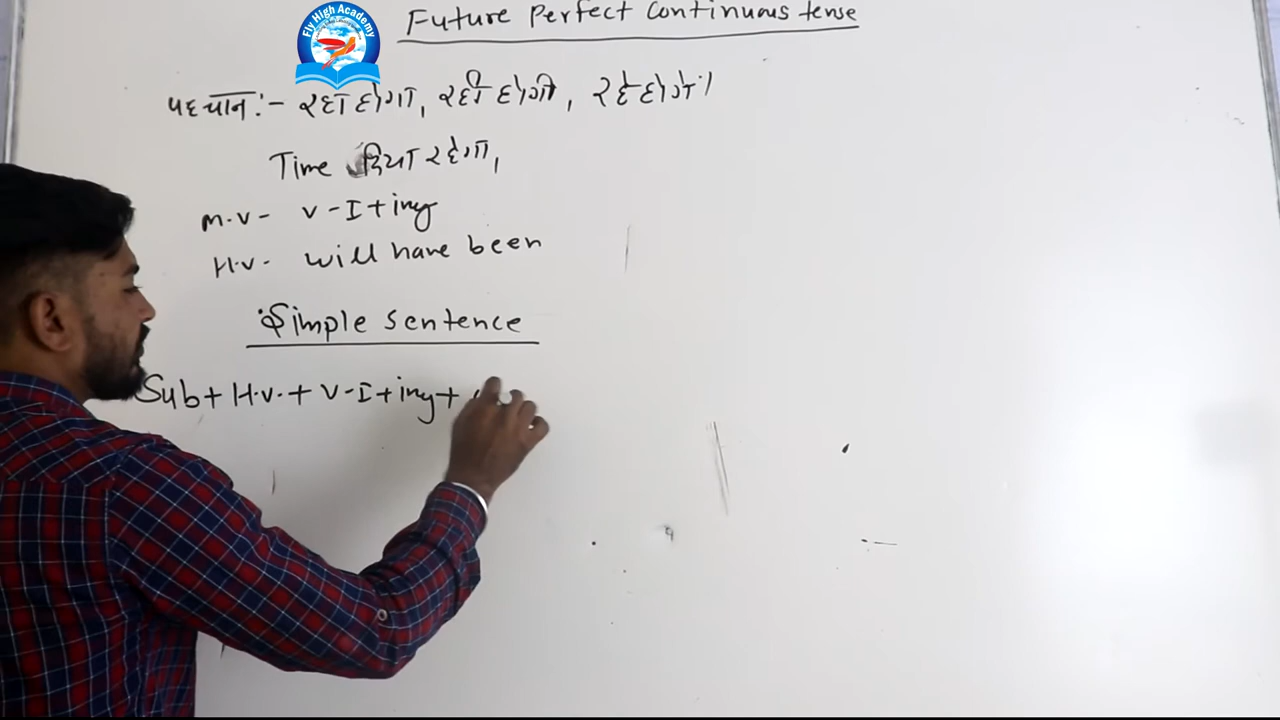 Future Perfect Continuous tense
Fly High Academy
पहचान :- रहा होगा, रही होगी, रहे होंगे।
Time दिया रहेगा,
M.V- V-I+ing
H.V. will have been
Simple sentence
Sub+ H.V.+ V-I+ing+